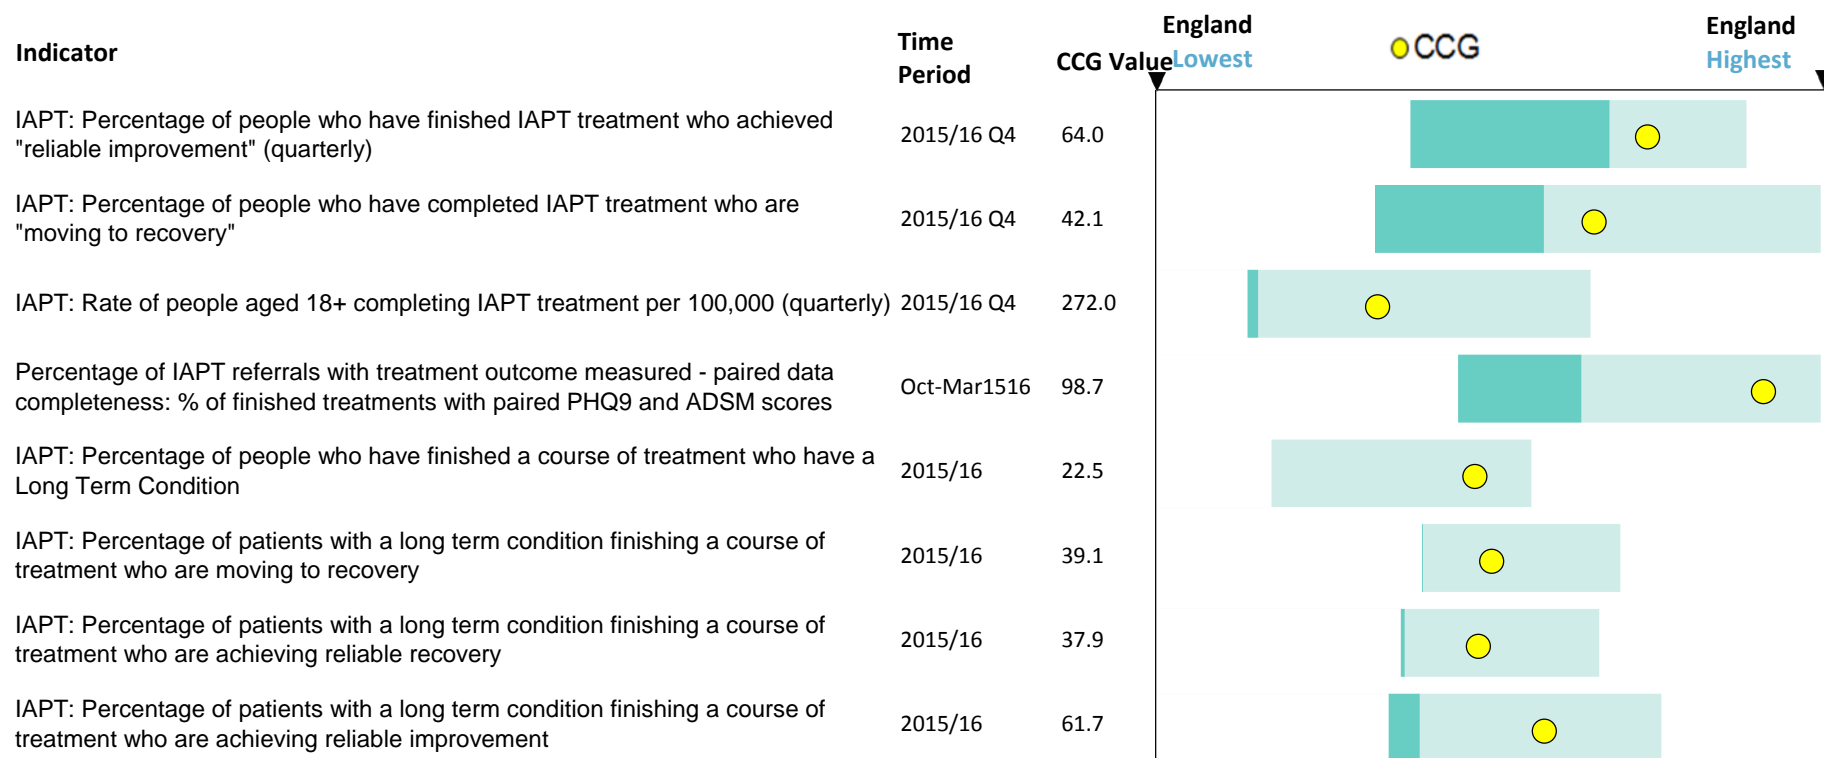 Indicator
Time
Period
CCG Value
England
Lowest
CCG
England
Highest
IAPT: Percentage of people who have finished IAPT treatment who achieved
"reliable improvement" (quarterly)
2015/16 Q4
64.0
IAPT: Percentage of people who have completed IAPT treatment who are
"moving to recovery"
2015/16 Q4
42.1
IAPT: Rate of people aged 18+ completing IAPT treatment per 100,000 (quarterly)
2015/16 Q4
272.0
Percentage of IAPT referrals with treatment outcome measured - paired data
completeness: % of finished treatments with paired PHQ9 and ADSM scores
Oct-Mar1516
98.7
IAPT: Percentage of people who have finished a course of treatment who have a
Long Term Condition
2015/16
22.5
IAPT: Percentage of patients with a long term condition finishing a course of
treatment who are moving to recovery
2015/16
39.1
IAPT: Percentage of patients with a long term condition finishing a course of
treatment who are achieving reliable recovery
2015/16
37.9
IAPT: Percentage of patients with a long term condition finishing a course of
treatment who are achieving reliable improvement
2015/16
61.7